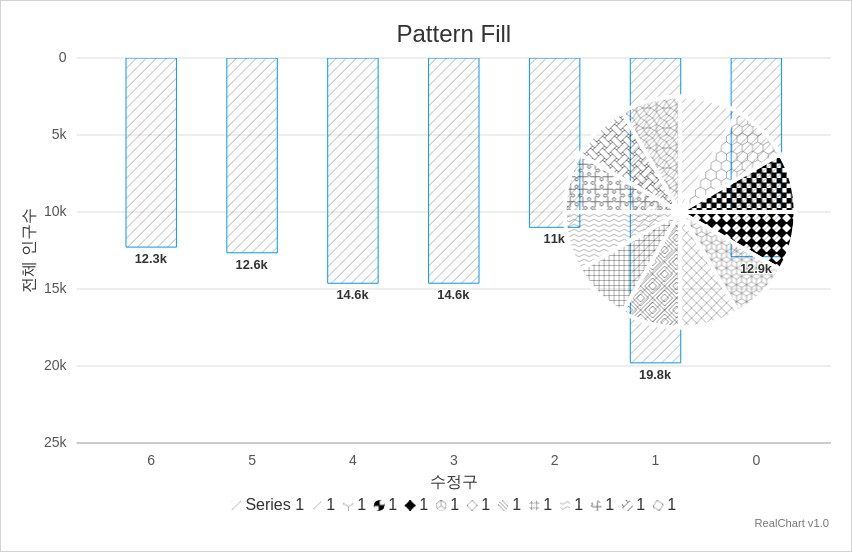 Pattern Fill
0
5k
10k
15k
20k
25k
전체 인구수
12.3k
12.6k
14.6k
14.6k
11k
19.8k
12.9k
6 5 4 3 2 1 0
수정구
Series 1 1 1 1 1 1 1 1 1 1 1 1 1
RealChart v1.0